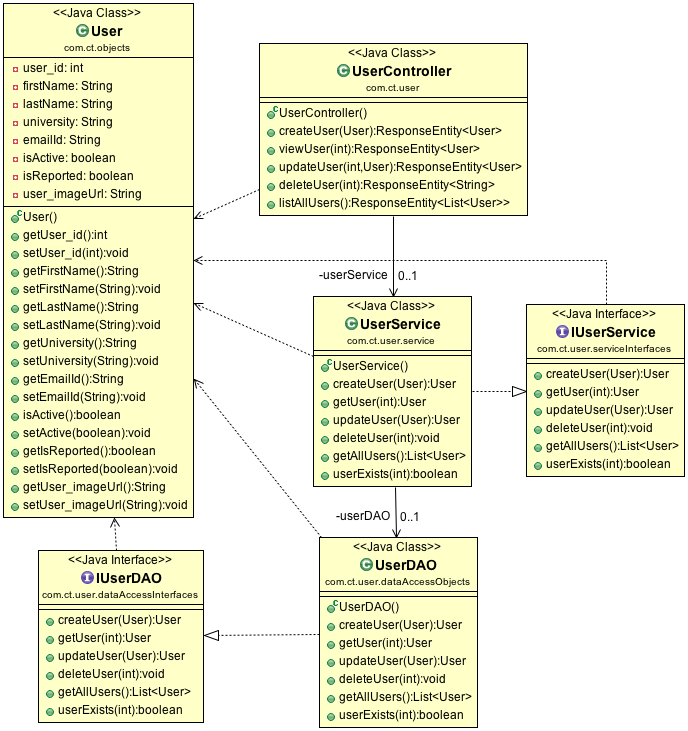 <<Java Class>>
User
com.ct.objects
user_id: int
firstName: String
lastName: String
university: String
emailId: String
isActive: boolean
isReported: boolean
user_imageUrl: String
User()
getUser_id():int
setUser_id(int):void
getFirstName():String
setFirstName(String):void
getLastName():String
setLastName(String):void
getUniversity():String
setUniversity(String):void
getEmailId():String
setEmailId(String):void
isActive():boolean
setActive(boolean):void
getIsReported():boolean
setIsReported(boolean):void
getUser_imageUrl():String
setUser_imageUrl(String):void
<<Java Class>>
UserController
com.ct.user
UserController()
createUser(User):ResponseEntity<User>
viewUser(int):ResponseEntity<User>
updateUser(int,User):ResponseEntity<User>
deleteUser(int):ResponseEntity<String>
listAllUsers():ResponseEntity<List<User>>
-userService 0..1
<<Java Class>>
UserService
com.ct.user.service
UserService()
createUser(User):User
getUser(int):User
updateUser(User):User
deleteUser(int):void
getAllUsers():List<User>
userExists(int):boolean
<<Java Interface>>
IUserService
com.ct.user.serviceInterfaces
createUser(User):User
getUser(int):User
updateUser(User):User
deleteUser(int):void
getAllUsers():List<User>
userExists(int):boolean
-userDAO 0..1
<<Java Interface>>
IUserDAO
com.ct.user.dataAccessInterfaces
createUser(User):User
getUser(int):User
updateUser(User):User
deleteUser(int):void
getAllUsers():List<User>
userExists(int):boolean
<<Java Class>>
UserDAO
com.ct.user.dataAccessObjects
UserDAO()
createUser(User):User
getUser(int):User
updateUser(User):User
deleteUser(int):void
getAllUsers():List<User>
userExists(int):boolean